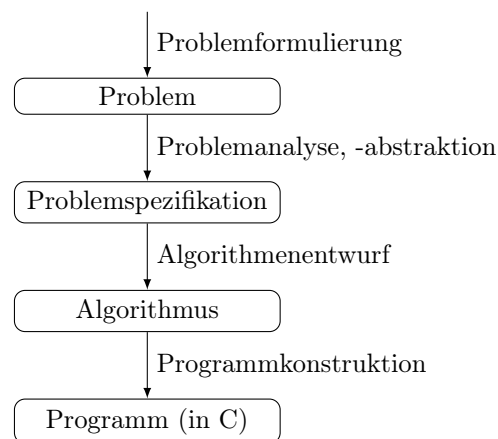 Problemformulierung
Problem
Problemanalyse, -abstraktion
Problemspezifikation
Algorithmenentwurf
Algorithmus
Programmkonstruktion
Programm (in C)